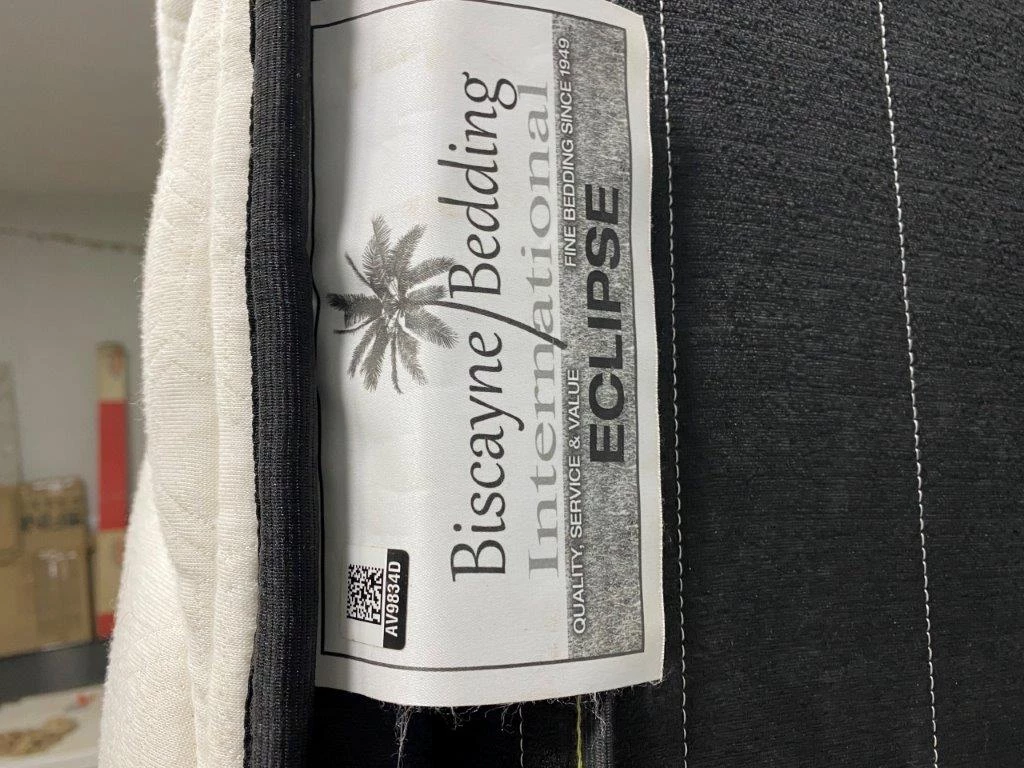 Biscayne Bedding
International
QUALITY, SERVICE & VALUE FINE BEDDING SINCE 1949
ECLIPSE
AV9834D